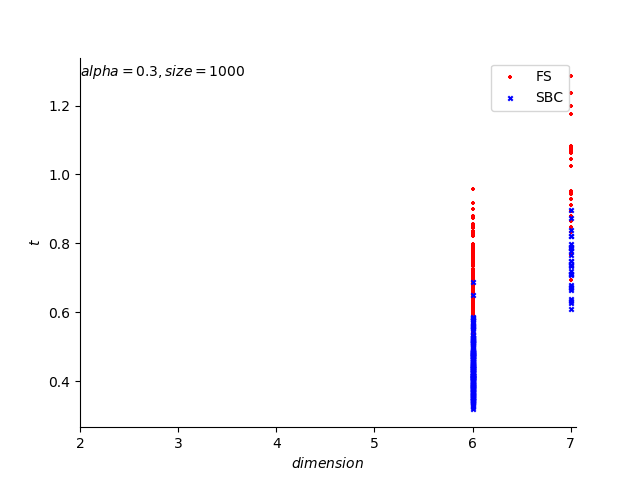 alpha = 0.3, size = 1000
FS
SBC
1.2
1.0
0.8
0.6
0.4
t
2 3 4 5 6 7
dimension